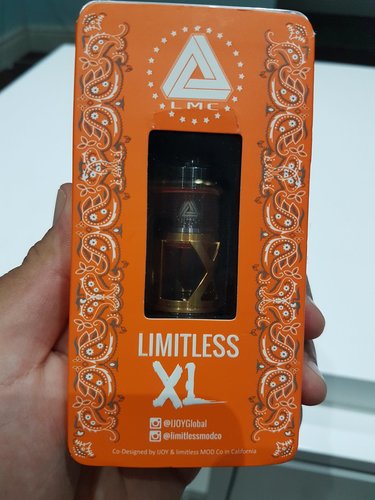 LMC
LIMITLESS
XL
@IJOYGlobal
@limitlessmodco
Co-Designed by IJOY & limitless MOD Co in California